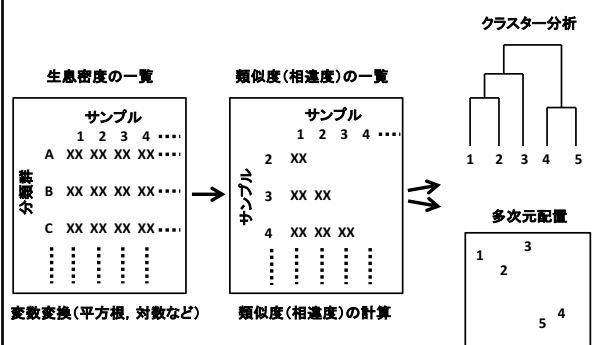 生息密度の一覧
サンプル
1 2 3 4 ·····
分類群
A XX XX XX XX ·····
B XX XX XX XX ·····
C XX XX XX XX ·····
変数変換(平方根, 対数など)
類似度(相違度)の一覧
サンプル
1 2 3 4 ·····
サンプル
2 XX
3 XX XX
4 XX XX XX
類似度(相違度)の計算
クラスター分析
1 2 3 4 5
多次元配置
3
1
2
4
5